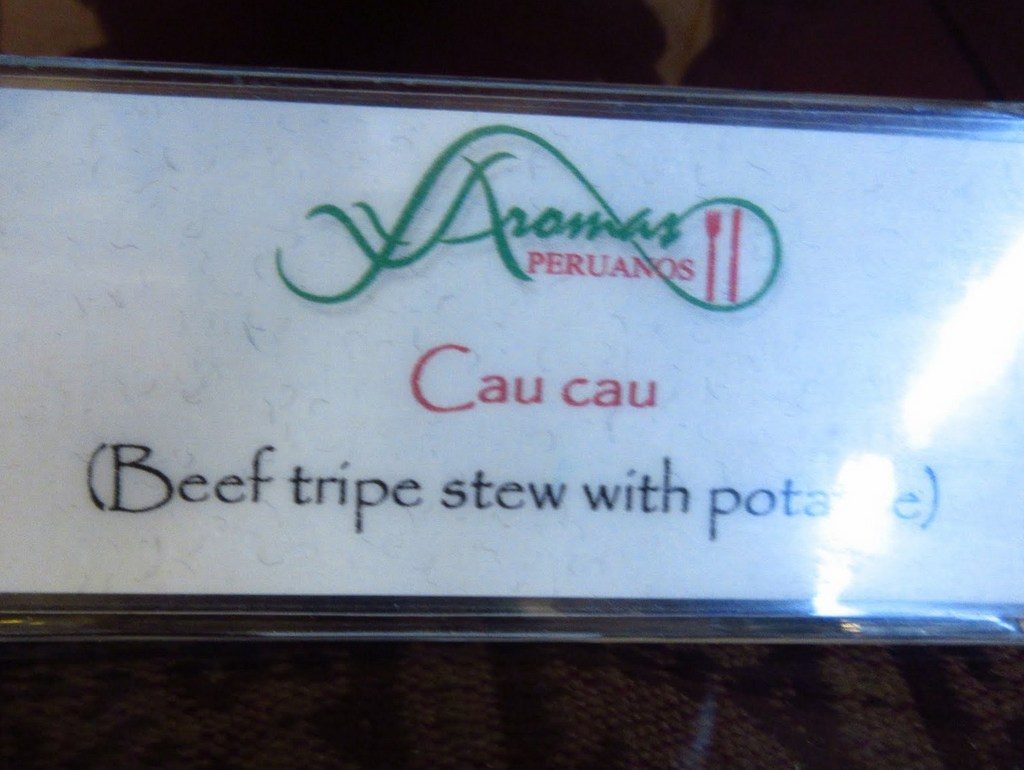 Aromas
PERUANOS
Cau cau
(Beef tripe stew with